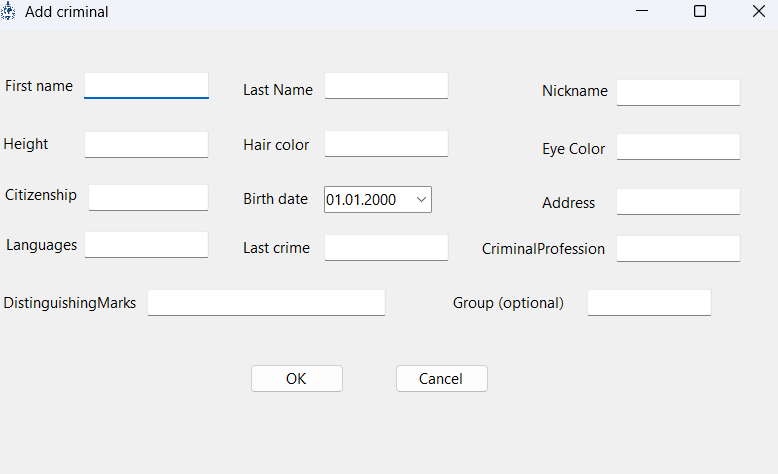 Add criminal
First name Last Name Nickname
Height Hair color Eye Color
Citizenship Birth date 01.01.2000 Address
Languages Last crime CriminalProfession
DistinguishingMarks Group (optional)
OK Cancel